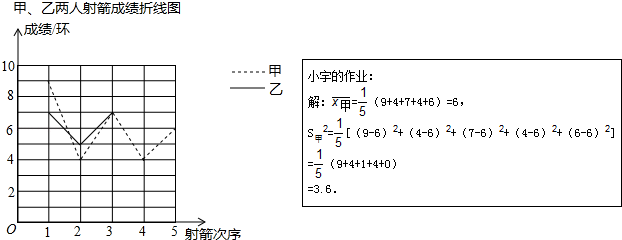 甲、乙两人射箭成绩折线图
成绩/环
10
8
6
4
2
O
1 2 3 4 5 射箭次序
甲
乙
小宇的作业：
解：x̄甲=1/5（9+4+7+4+6）=6，
S甲²=1/5[（9-6）²+（4-6）²+（7-6）²+（4-6）²+（6-6）²]
=1/5（9+4+1+4+0）
=3.6．